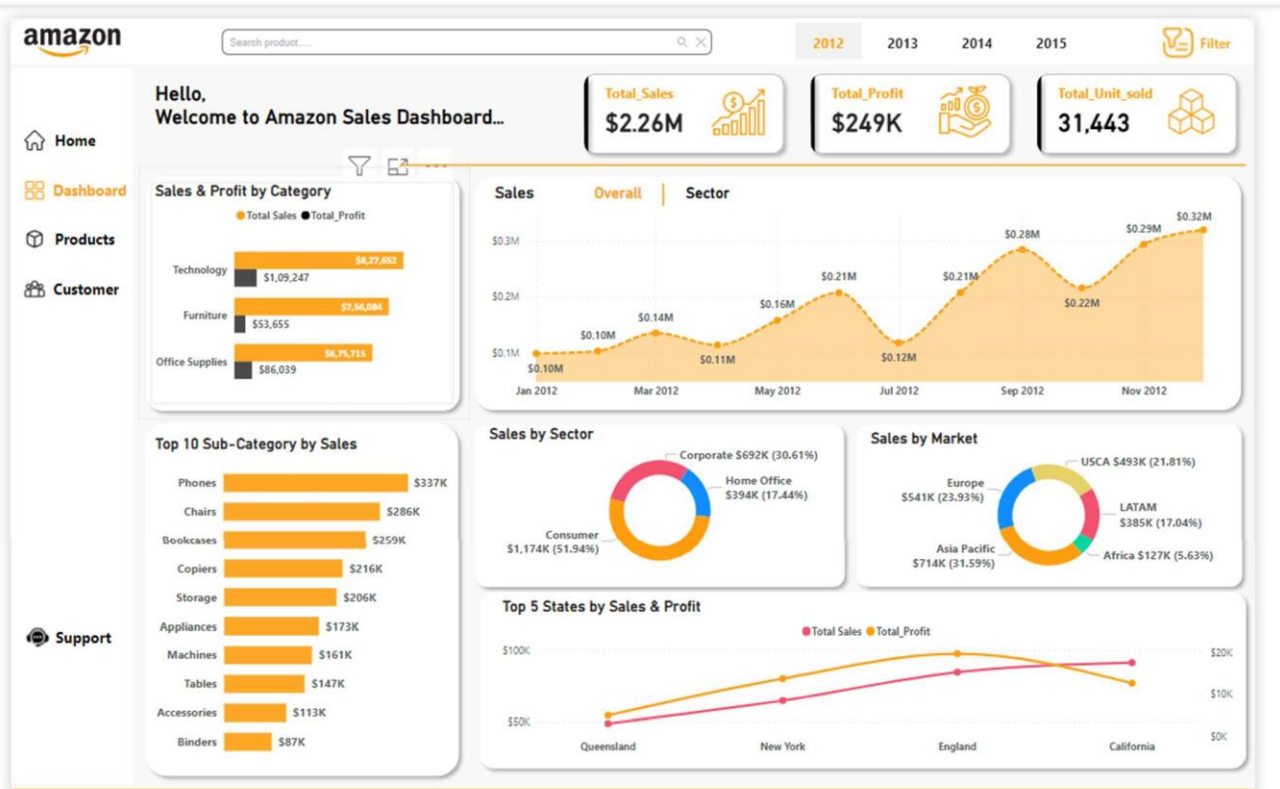 amazon
Search product.....
2012 2013 2014 2015
Filter
Hello,
Welcome to Amazon Sales Dashboard...
Total_Sales
$2.26M
Total_Profit
$249K
Total_Unit_sold
31,443
Home
Dashboard
Products
Customer
Support
Sales & Profit by Category
Total Sales Total_Profit
Technology $8,27,652
$1,09,247
Furniture $7,56,084
$53,655
Office Supplies $6,75,715
$86,039
Sales Overall Sector
$0.3M
$0.2M
$0.1M
$0.10M
$0.10M
$0.14M
$0.11M
$0.16M
$0.21M
$0.12M
$0.21M
$0.28M
$0.22M
$0.29M
$0.32M
Jan 2012 Mar 2012 May 2012 Jul 2012 Sep 2012 Nov 2012
Top 10 Sub-Category by Sales
Phones $337K
Chairs $286K
Bookcases $259K
Copiers $216K
Storage $206K
Appliances $173K
Machines $161K
Tables $147K
Accessories $113K
Binders $87K
Sales by Sector
Corporate $692K (30.61%)
Home Office
$394K (17.44%)
Consumer
$1,174K (51.94%)
Sales by Market
USCA $493K (21.81%)
Europe
$541K (23.93%)
LATAM
$385K (17.04%)
Asia Pacific
$714K (31.59%)
Africa $127K (5.63%)
Top 5 States by Sales & Profit
Total Sales Total_Profit
$100K
$50K
$20K
$10K
$0K
Queensland New York England California